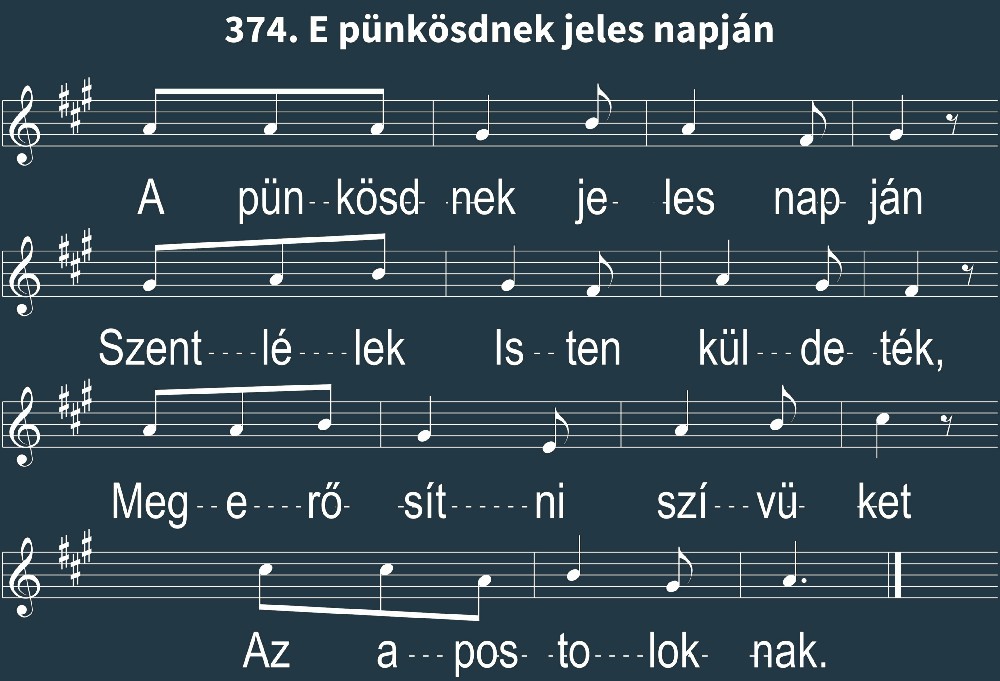 374. E pünkösdnek jeles napján
A pün--kösd- -nek je- les nap- ján
Szent----lé----lek Is--ten kül---de- -ték,
Meg--e----rő- -sít------ni szí---vü- ket
Az a---pos- -to----lok- -nak.